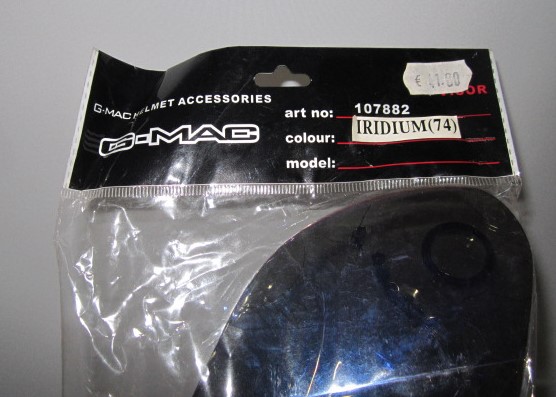 G-MAC HELMET ACCESSORIES
G-MAC
art no: 107882
colour: IRIDIUM(74)
model: